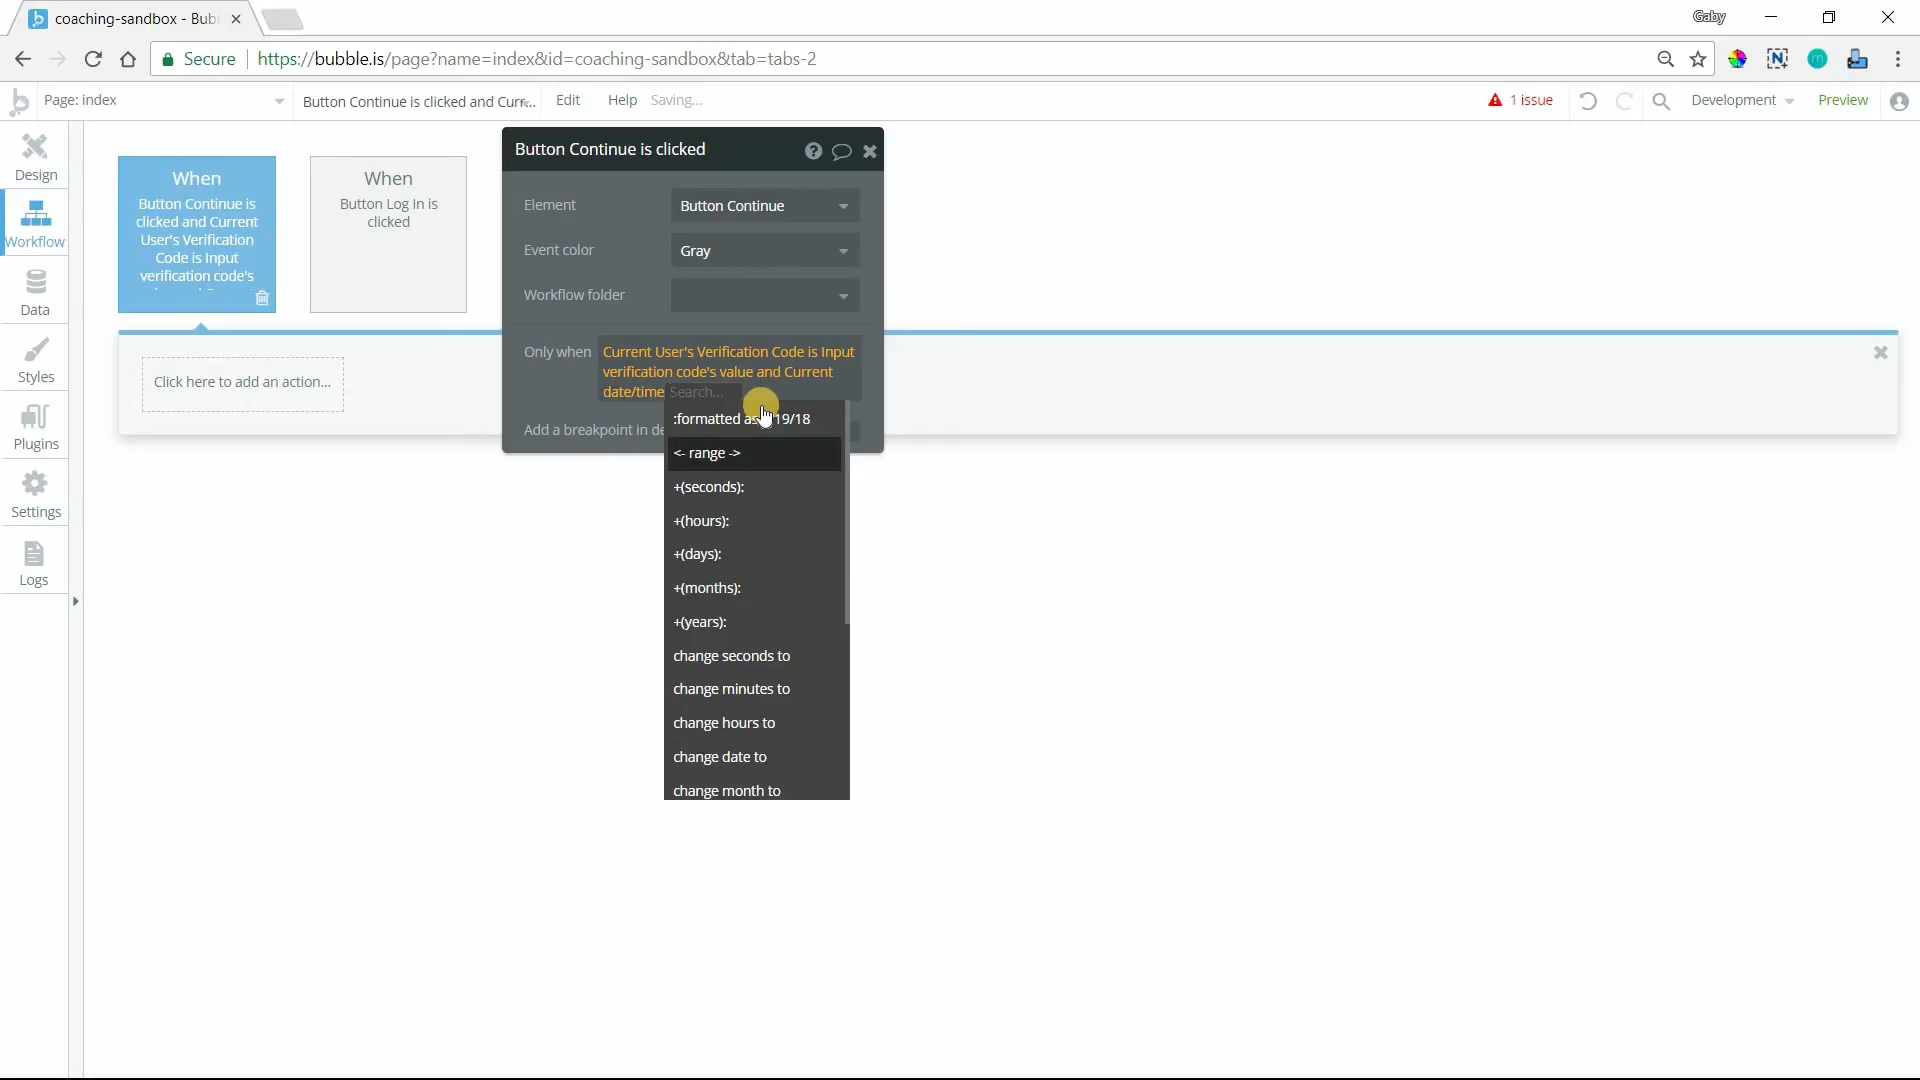 coaching-sandbox - Bub
Gaby
Secure
https://bubble.is/page?name=index&id=coaching-sandbox&tab=tabs-2
Page: index
Button Continue is clicked and Curr..
Edit
Help
Saving...
1 issue
Development
Preview
Design
Workflow
Data
Styles
Plugins
Settings
Logs
When
Button Continue is
clicked and Current
User's Verification
Code is Input
verification code's
When
Button Log In is
clicked
Click here to add an action...
Button Continue is clicked
Element
Button Continue
Event color
Gray
Workflow folder
Only when
Current User's Verification Code is Input
verification code's value and Current
date/time
Search...
Add a breakpoint in de
:formatted as 19/18
<- range ->
+(seconds):
+(hours):
+(days):
+(months):
+(years):
change seconds to
change minutes to
change hours to
change date to
change month to